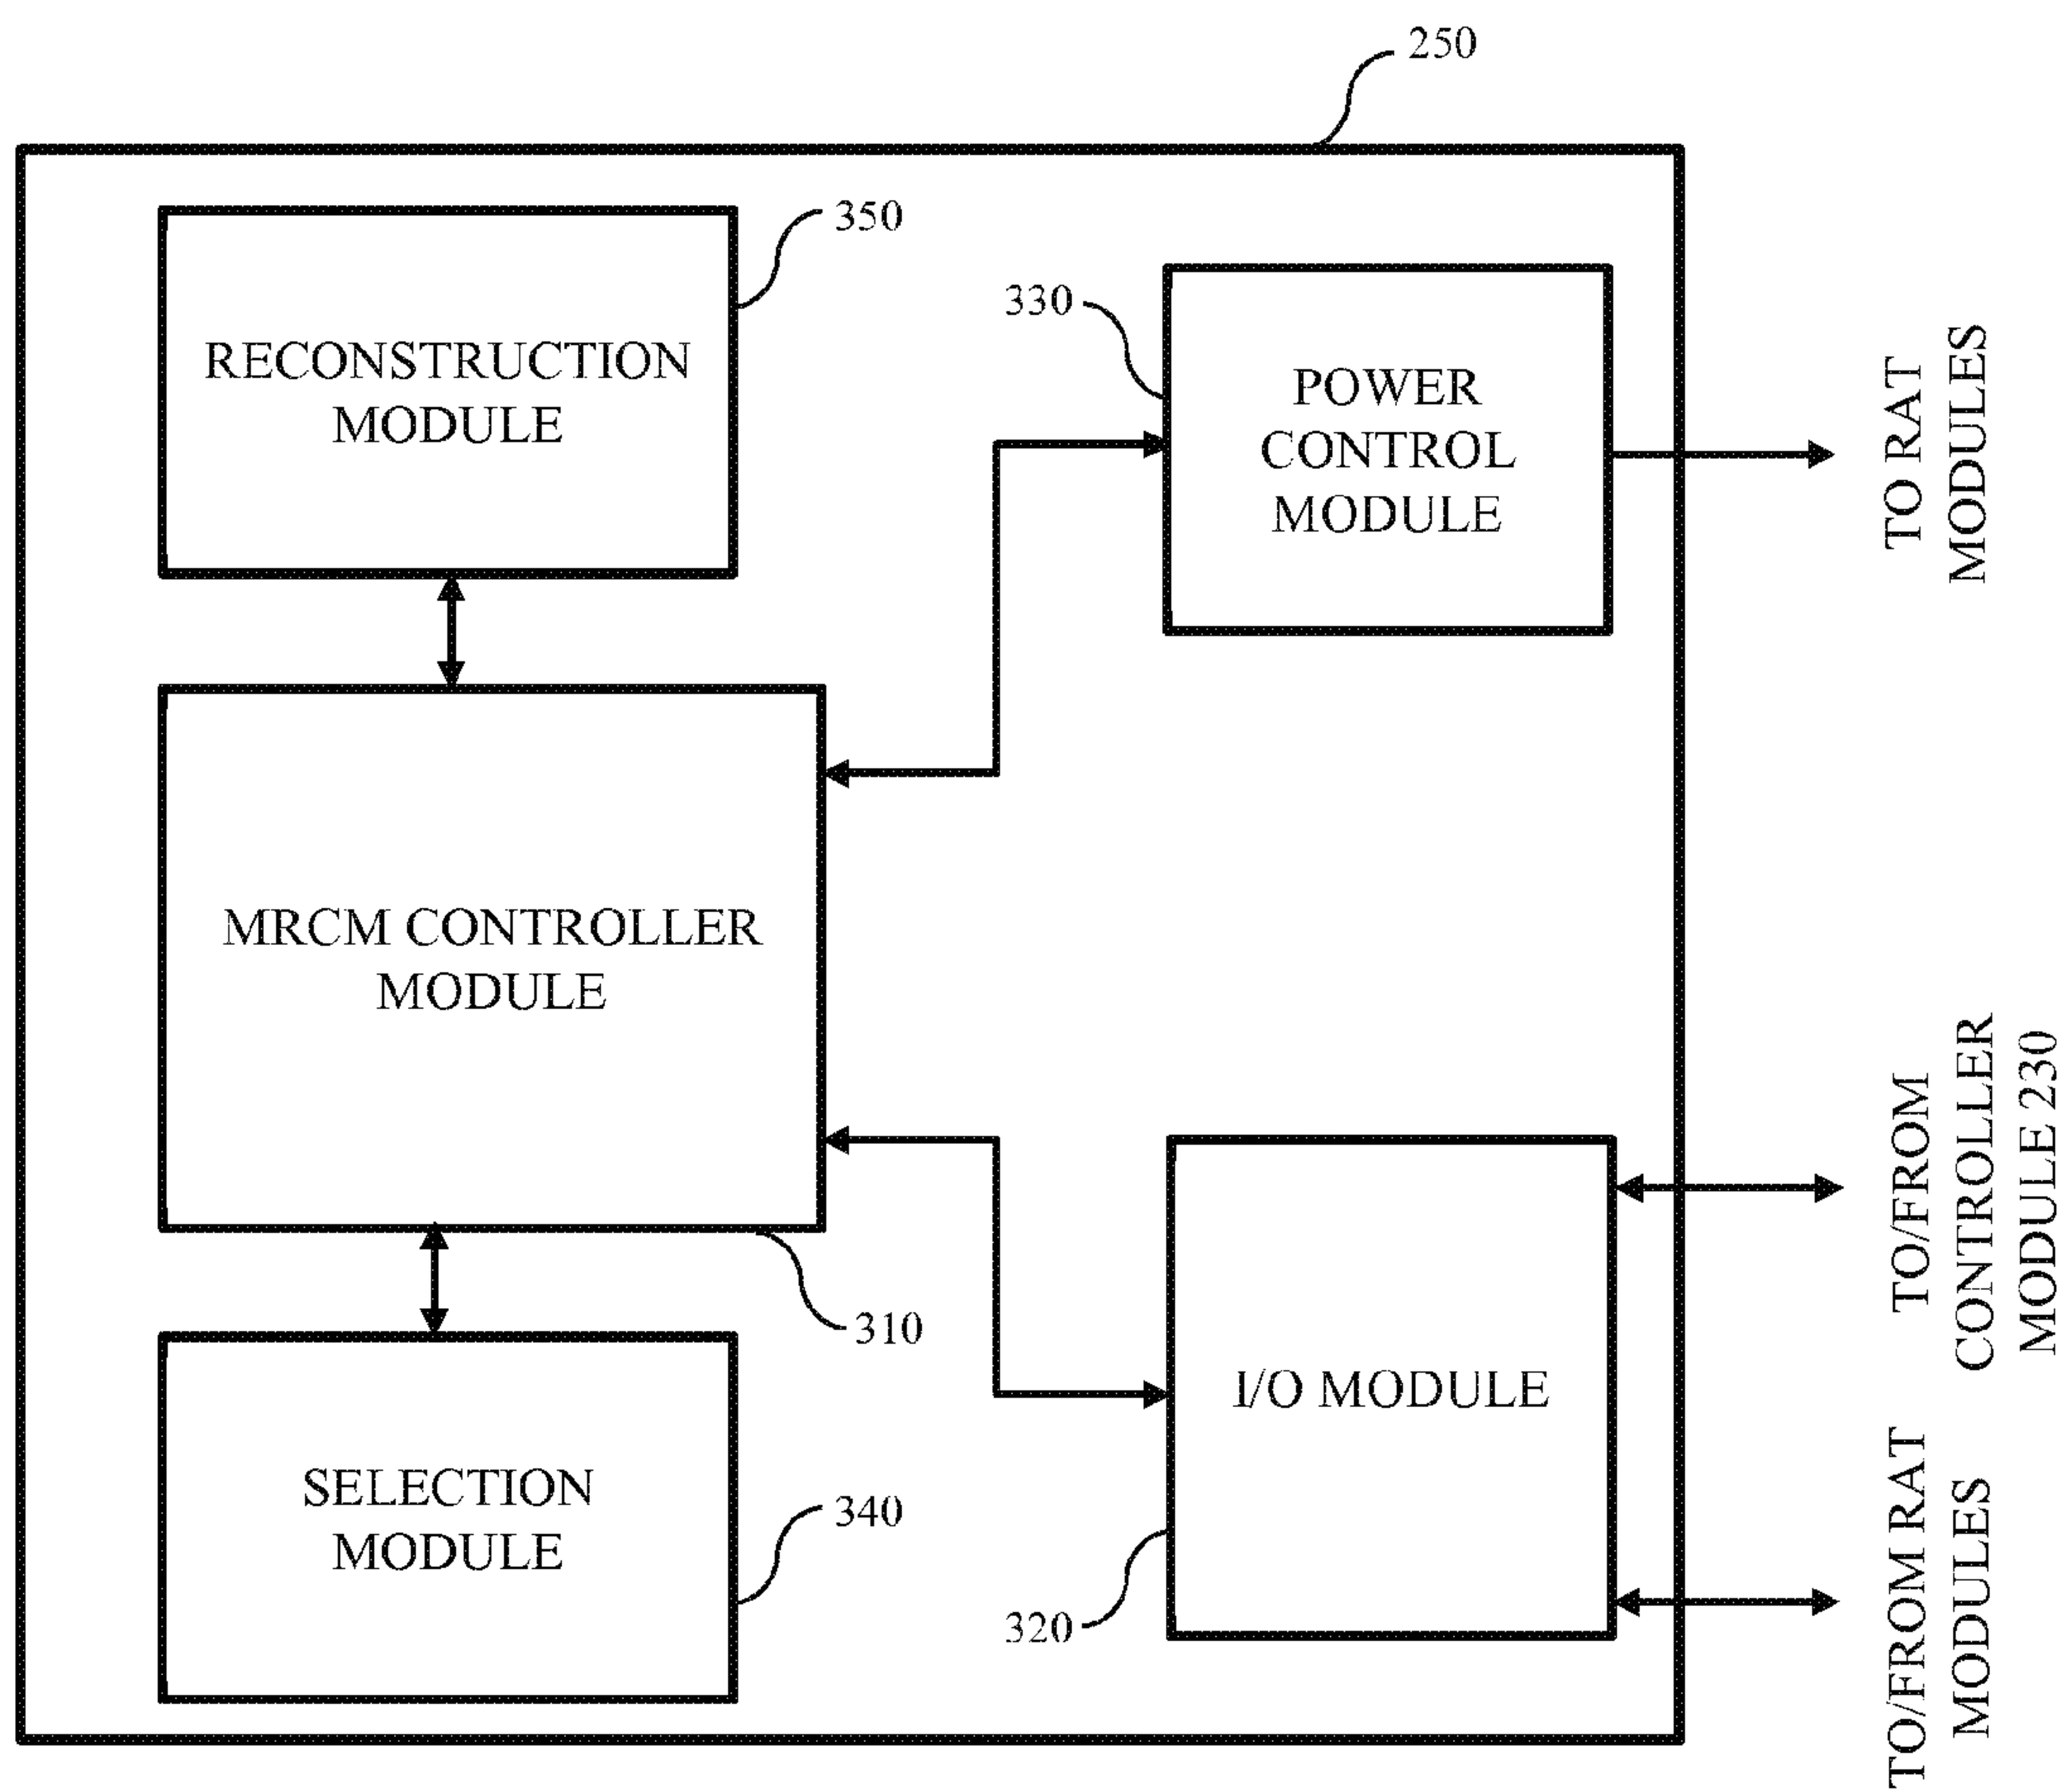 250
350
RECONSTRUCTION
MODULE
330
POWER
CONTROL
MODULE
TO RAT
MODULES
MRCM CONTROLLER
MODULE
310
I/O MODULE
320
TO/FROM
CONTROLLER
MODULE 230
SELECTION
MODULE
340
TO/FROM RAT
MODULES